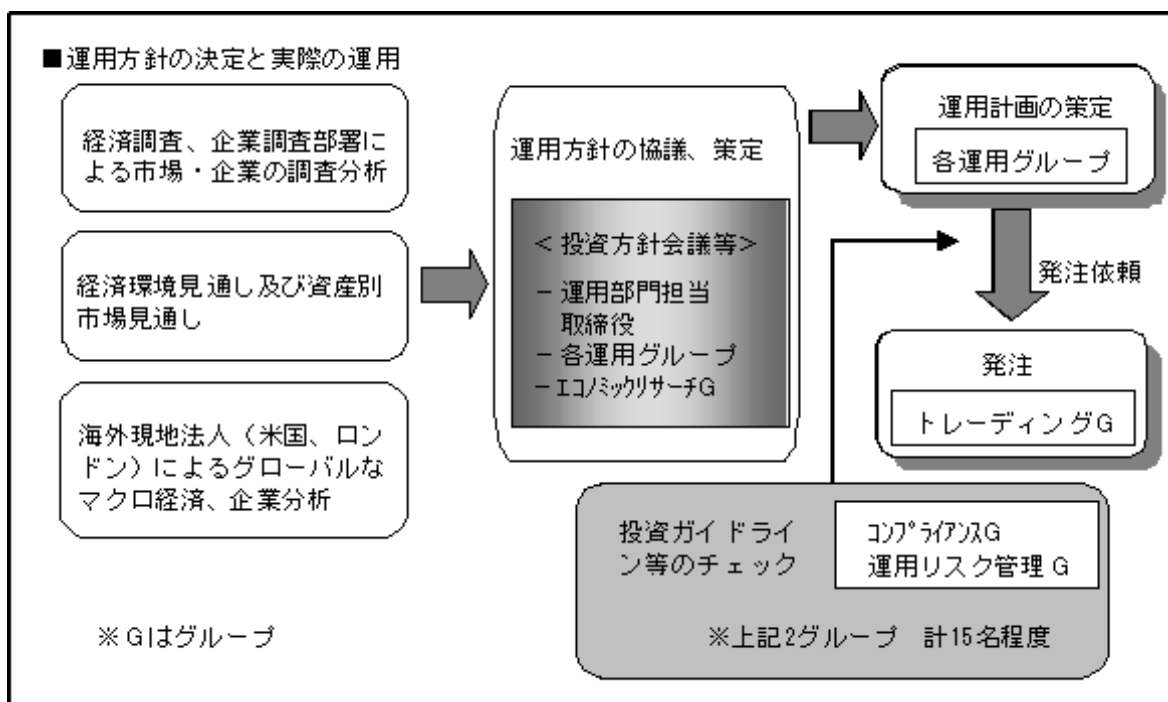 ■運用方針の決定と実際の運用
経済調査、企業調査部署に
よる市場・企業の調査分析
経済環境見通し及び資産別
市場見通し
海外現地法人（米国、ロン
ドン）によるグローバルな
マクロ経済、企業分析
※Gはグループ
運用方針の協議、策定
＜投資方針会議等＞
－運用部門担当
取締役
－各運用グループ
－ｴｺﾉﾐｯｸﾘｻｰﾁG
運用計画の策定
各運用グループ
発注依頼
発注
トレーディングG
投資ガイドライ
ン等のチェック
ｺﾝﾌﾟﾗｲｱﾝｽG
運用リスク管理G
※上記2グループ　計15名程度